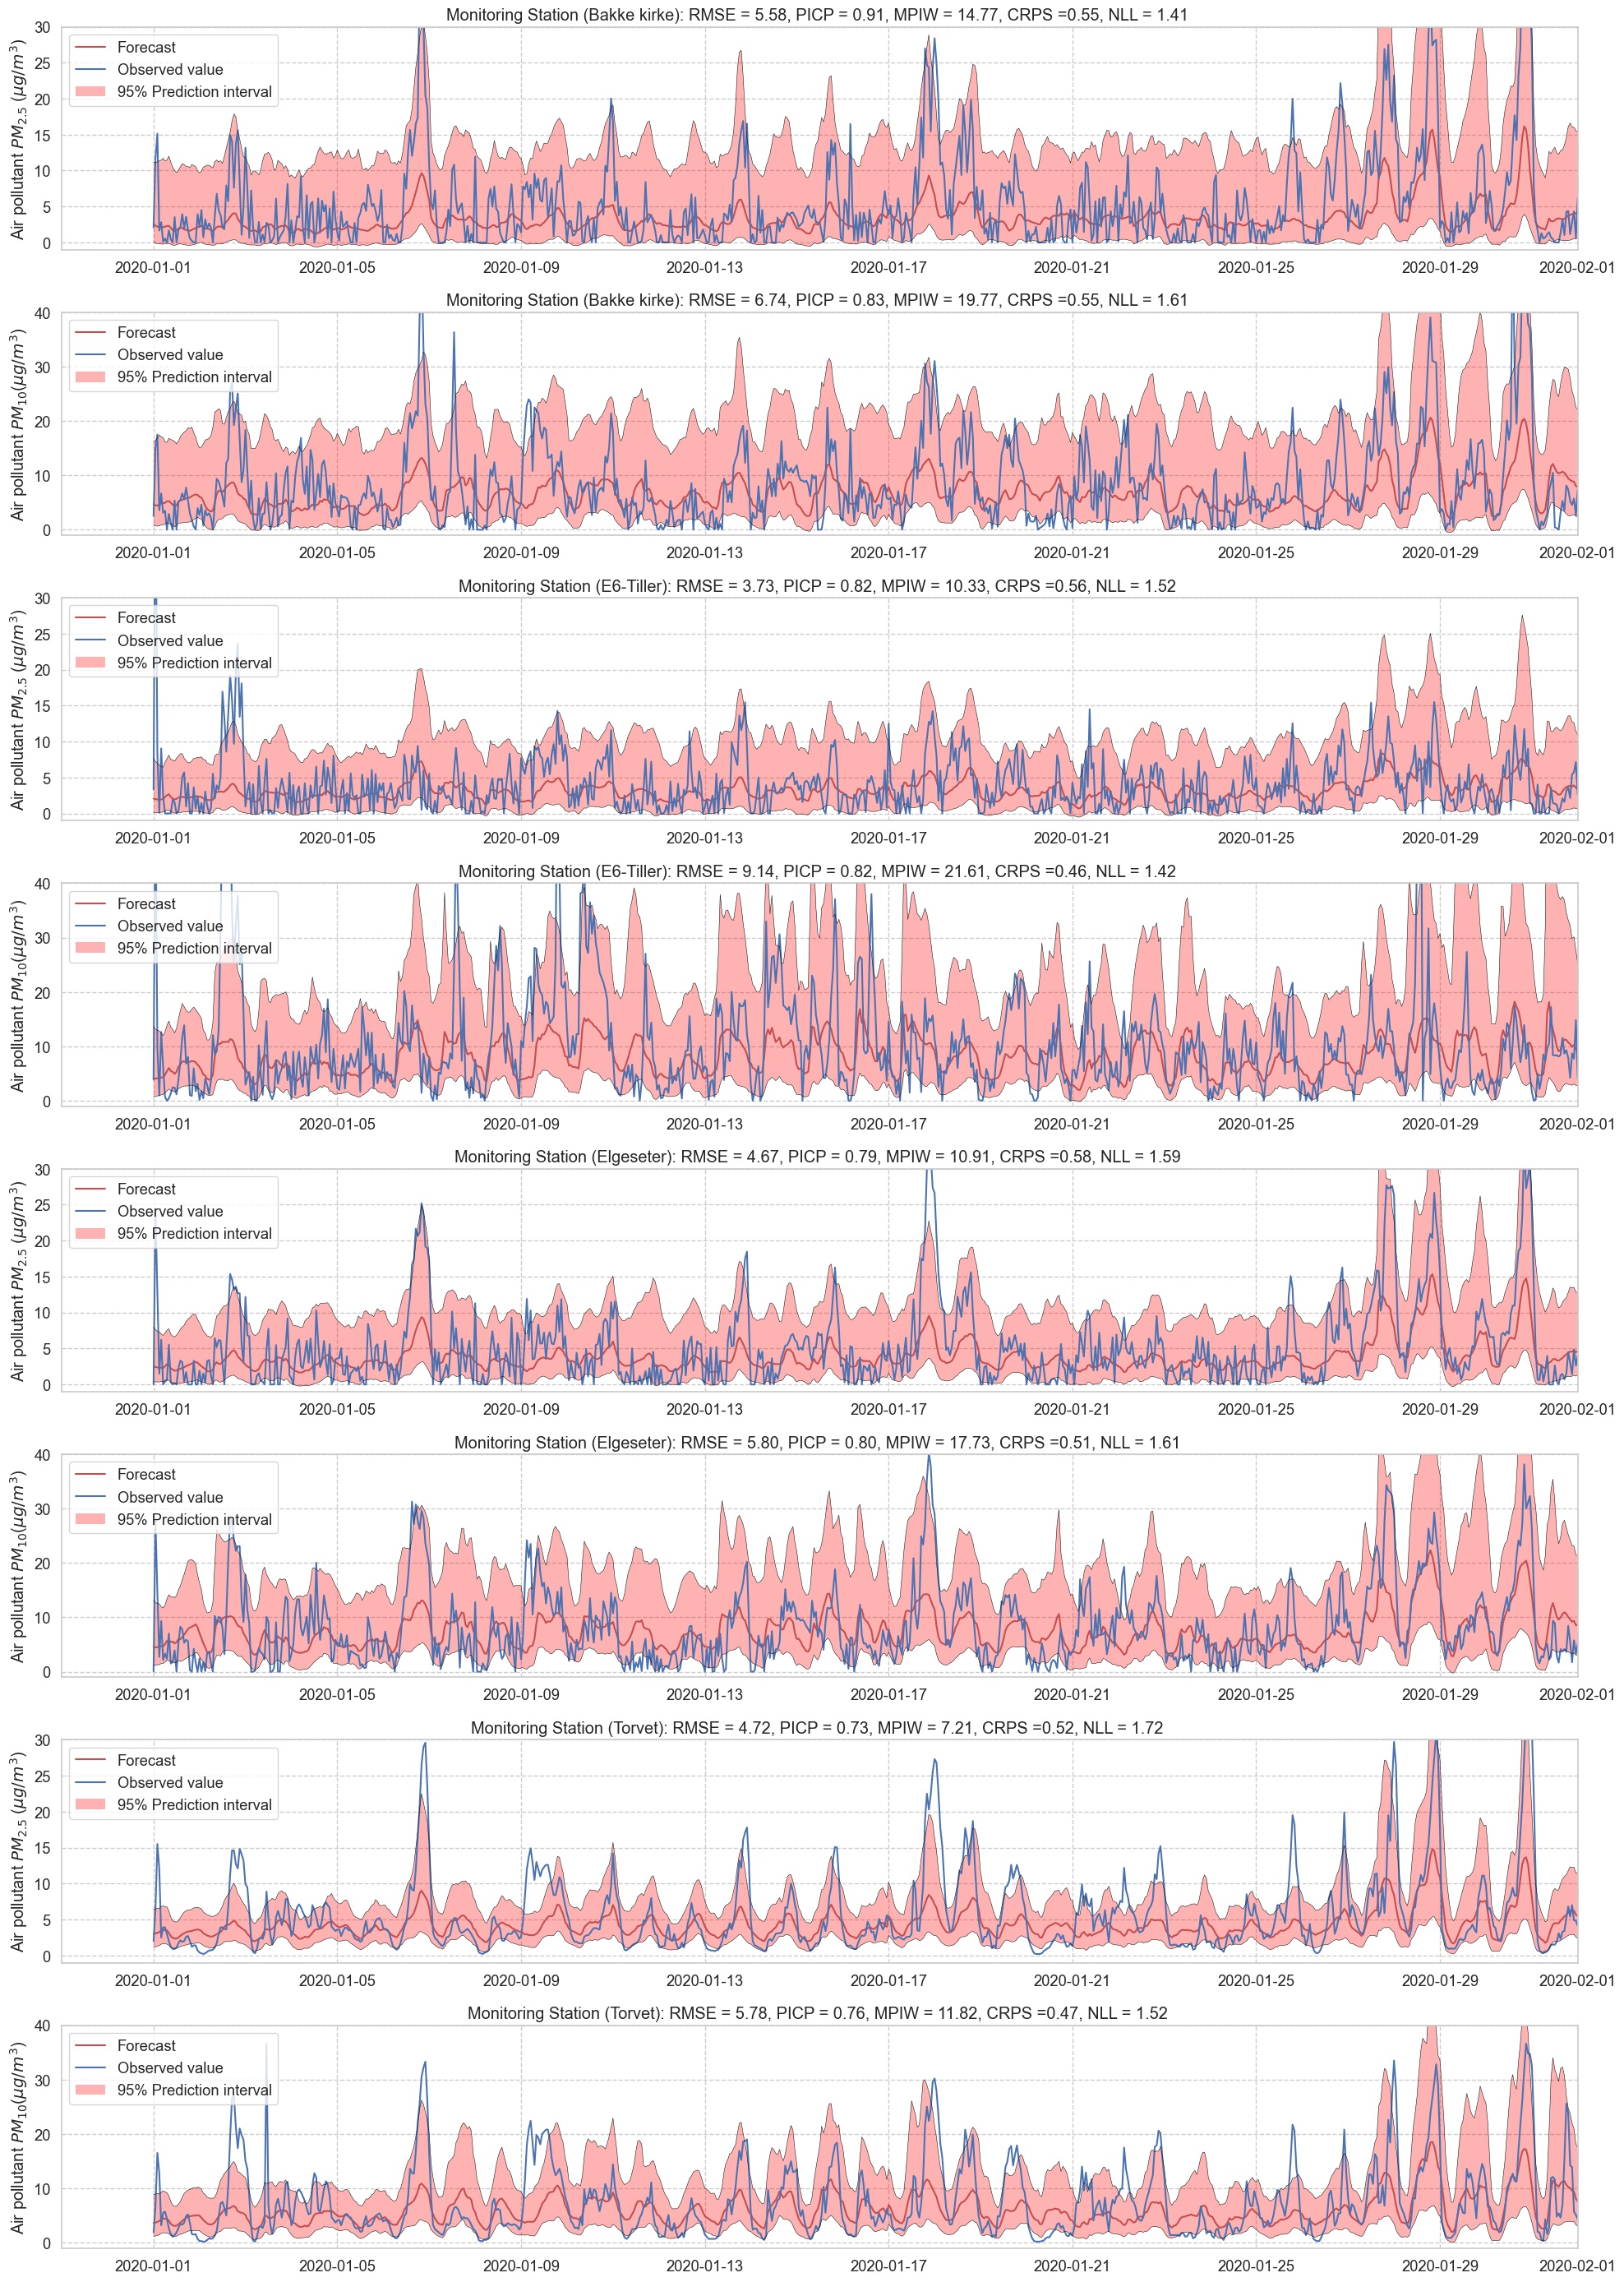 Monitoring Station (Bakke kirke): RMSE = 5.58, PICP = 0.91, MPIW = 14.77, CRPS =0.55, NLL = 1.41
Air pollutant PM2.5 (μg/m³)
30
25
20
15
10
5
0
Forecast
Observed value
95% Prediction interval
2020-01-01 2020-01-05 2020-01-09 2020-01-13 2020-01-17 2020-01-21 2020-01-25 2020-01-29 2020-02-01
Monitoring Station (Bakke kirke): RMSE = 6.74, PICP = 0.83, MPIW = 19.77, CRPS =0.55, NLL = 1.61
Air pollutant PM10(μg/m³)
40
30
20
10
0
Forecast
Observed value
95% Prediction interval
2020-01-01 2020-01-05 2020-01-09 2020-01-13 2020-01-17 2020-01-21 2020-01-25 2020-01-29 2020-02-01
Monitoring Station (E6-Tiller): RMSE = 3.73, PICP = 0.82, MPIW = 10.33, CRPS =0.56, NLL = 1.52
Air pollutant PM2.5 (μg/m³)
30
25
20
15
10
5
0
Forecast
Observed value
95% Prediction interval
2020-01-01 2020-01-05 2020-01-09 2020-01-13 2020-01-17 2020-01-21 2020-01-25 2020-01-29 2020-02-01
Monitoring Station (E6-Tiller): RMSE = 9.14, PICP = 0.82, MPIW = 21.61, CRPS =0.46, NLL = 1.42
Air pollutant PM10(μg/m³)
40
30
20
10
0
Forecast
Observed value
95% Prediction interval
2020-01-01 2020-01-05 2020-01-09 2020-01-13 2020-01-17 2020-01-21 2020-01-25 2020-01-29 2020-02-01
Monitoring Station (Elgeseter): RMSE = 4.67, PICP = 0.79, MPIW = 10.91, CRPS =0.58, NLL = 1.59
Air pollutant PM2.5 (μg/m³)
30
25
20
15
10
5
0
Forecast
Observed value
95% Prediction interval
2020-01-01 2020-01-05 2020-01-09 2020-01-13 2020-01-17 2020-01-21 2020-01-25 2020-01-29 2020-02-01
Monitoring Station (Elgeseter): RMSE = 5.80, PICP = 0.80, MPIW = 17.73, CRPS =0.51, NLL = 1.61
Air pollutant PM10(μg/m³)
40
30
20
10
0
Forecast
Observed value
95% Prediction interval
2020-01-01 2020-01-05 2020-01-09 2020-01-13 2020-01-17 2020-01-21 2020-01-25 2020-01-29 2020-02-01
Monitoring Station (Torvet): RMSE = 4.72, PICP = 0.73, MPIW = 7.21, CRPS =0.52, NLL = 1.72
Air pollutant PM2.5 (μg/m³)
30
25
20
15
10
5
0
Forecast
Observed value
95% Prediction interval
2020-01-01 2020-01-05 2020-01-09 2020-01-13 2020-01-17 2020-01-21 2020-01-25 2020-01-29 2020-02-01
Monitoring Station (Torvet): RMSE = 5.78, PICP = 0.76, MPIW = 11.82, CRPS =0.47, NLL = 1.52
Air pollutant PM10(μg/m³)
40
30
20
10
0
Forecast
Observed value
95% Prediction interval
2020-01-01 2020-01-05 2020-01-09 2020-01-13 2020-01-17 2020-01-21 2020-01-25 2020-01-29 2020-02-01